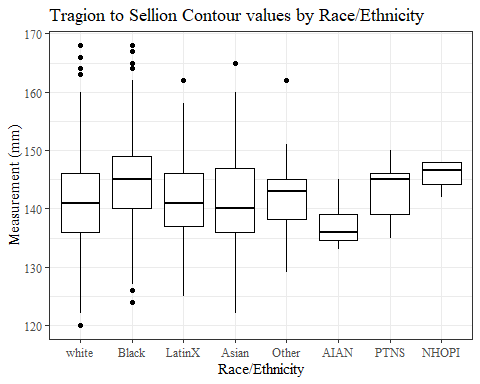 Tragion to Sellion Contour values by Race/Ethnicity
170
160
150
140
130
120
Measurement (mm)
white Black LatinX Asian Other AIAN PTNS NHOPI
Race/Ethnicity